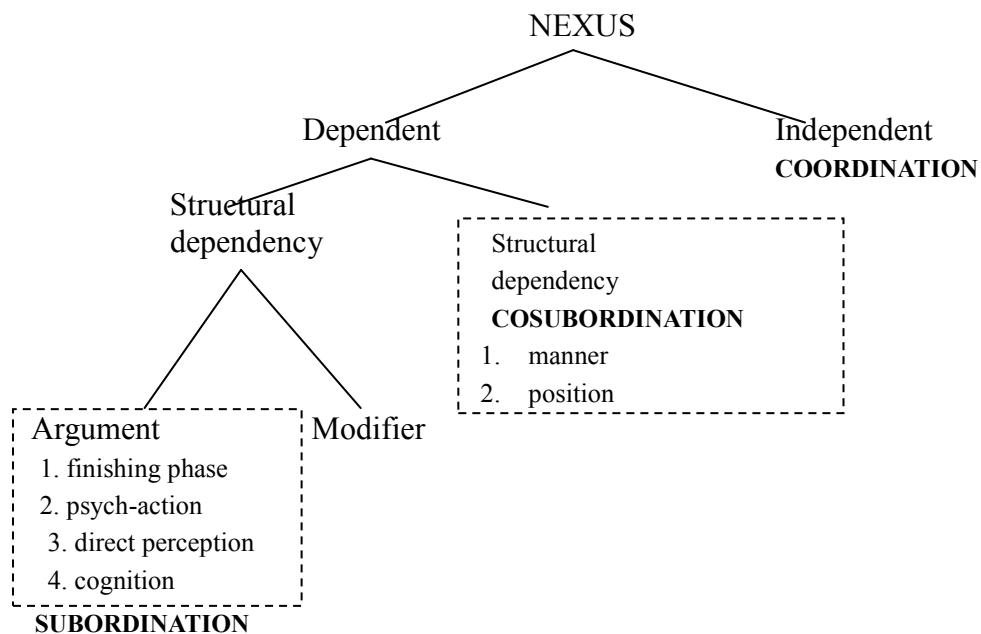 NEXUS
Dependent
Independent
COORDINATION
Structural
dependency
Structural
dependency
COSUBORDINATION
1. manner
2. position
Argument
1. finishing phase
2. psych-action
3. direct perception
4. cognition
Modifier
SUBORDINATION